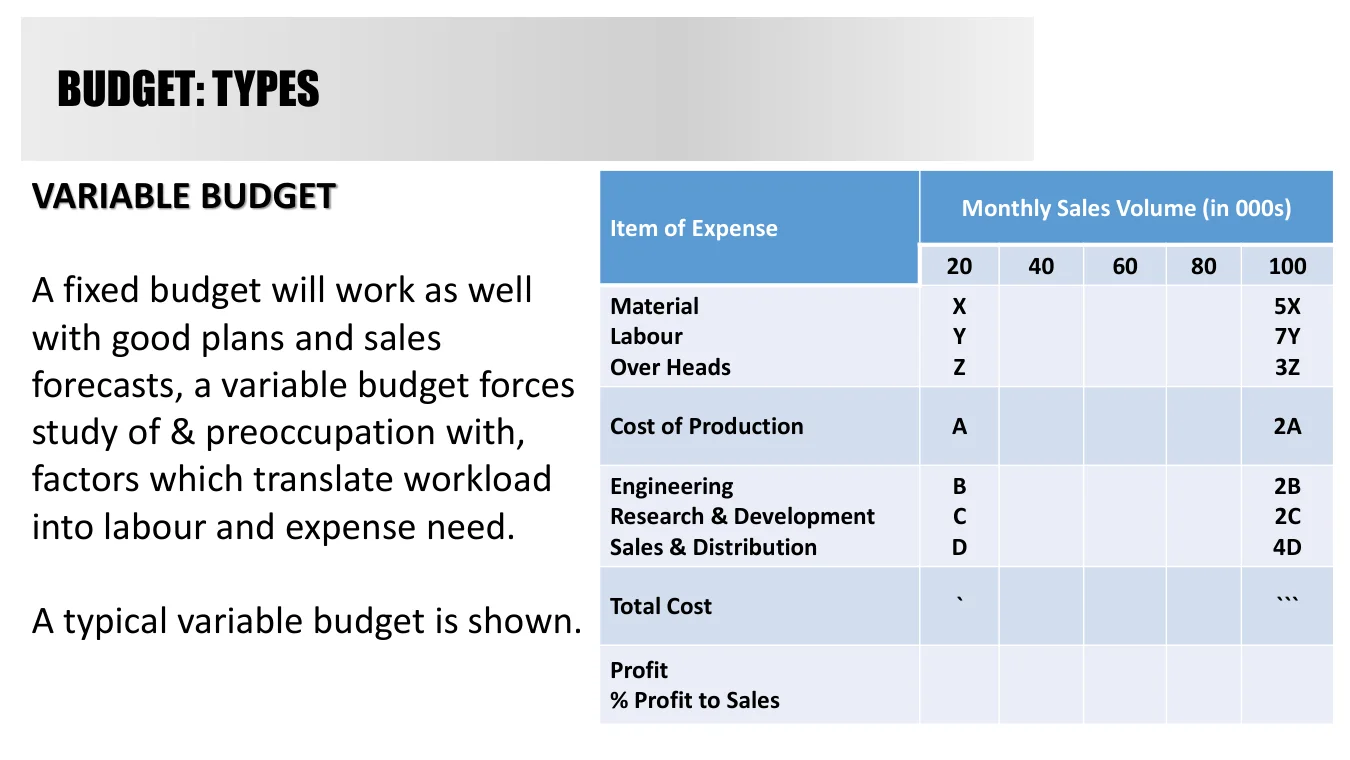 BUDGET: TYPES
VARIABLE BUDGET
A fixed budget will work as well
with good plans and sales
forecasts, a variable budget forces
study of & preoccupation with,
factors which translate workload
into labour and expense need.
A typical variable budget is shown.
Item of Expense
Monthly Sales Volume (in 000s)
20 40 60 80 100
Material X 5X
Labour Y 7Y
Over Heads Z 3Z
Cost of Production A 2A
Engineering B 2B
Research & Development C 2C
Sales & Distribution D 4D
Total Cost ` ```
Profit
% Profit to Sales